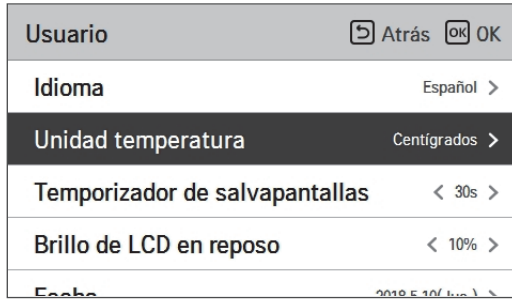 Usuario Atrás OK OK
Idioma Español >
Unidad temperatura Centígrados >
Temporizador de salvapantallas < 30s >
Brillo de LCD en reposo < 10% >